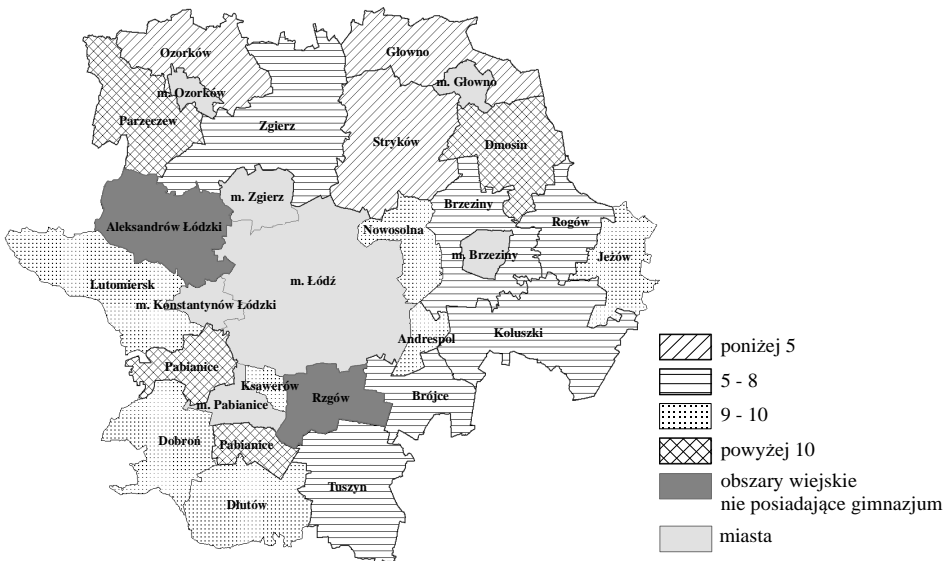 Ozorków
Głowno
m. Głowno
m. Ozorków
Parzęczew
Zgierz
Stryków
Dmosin
m. Zgierz
Brzeziny
Aleksandrów Łódzki
Nowosolna
Rogów
m. Brzeziny
Jeżów
Lutomiersk
m. Łódź
m. Konstantynów Łódzki
Andrespol
Koluszki
Pabianice
Ksawerów
Rzgów
Brójce
m. Pabianice
Dobroń
Pabianice
Tuszyn
Dłutów
poniżej 5
5 - 8
9 - 10
powyżej 10
obszary wiejskie
nie posiadające gimnazjum
miasta